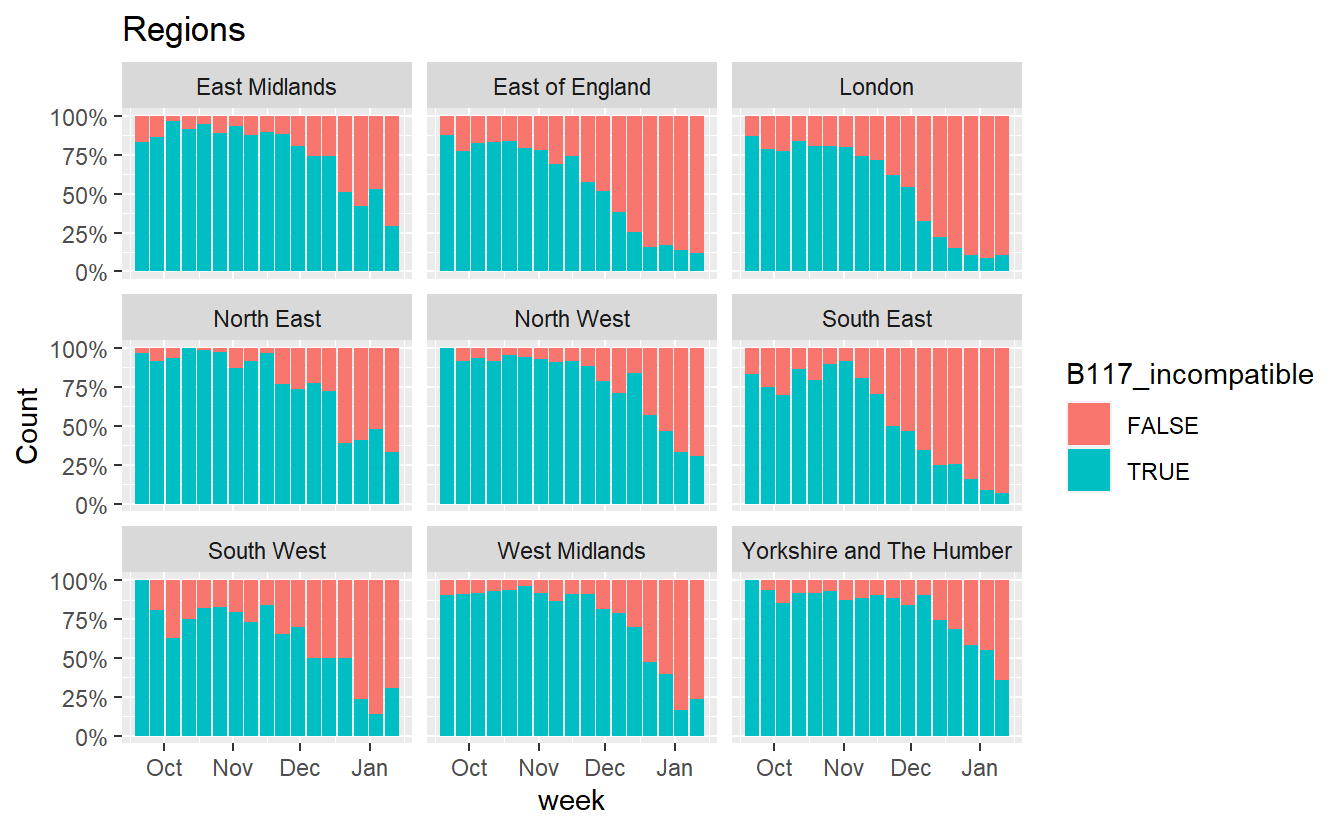 Regions
East Midlands
East of England
London
100%
75%
50%
25%
0%
North East
North West
South East
100%
75%
50%
25%
0%
South West
West Midlands
Yorkshire and The Humber
100%
75%
50%
25%
0%
Oct Nov Dec Jan
Oct Nov Dec Jan
Oct Nov Dec Jan
week
Count
B117_incompatible
FALSE
TRUE